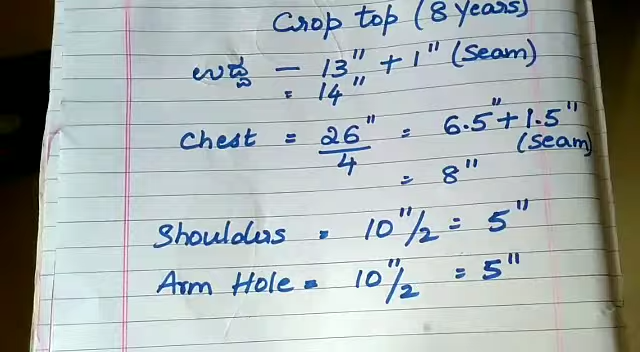 Crop top (8 years)
ಉದ್ದ - 13" + 1" (seam)
= 14"
Chest = 26"/4 = 6.5" + 1.5" (seam)
= 8"
Shoulders = 10"/2 = 5"
Arm Hole = 10"/2 = 5"